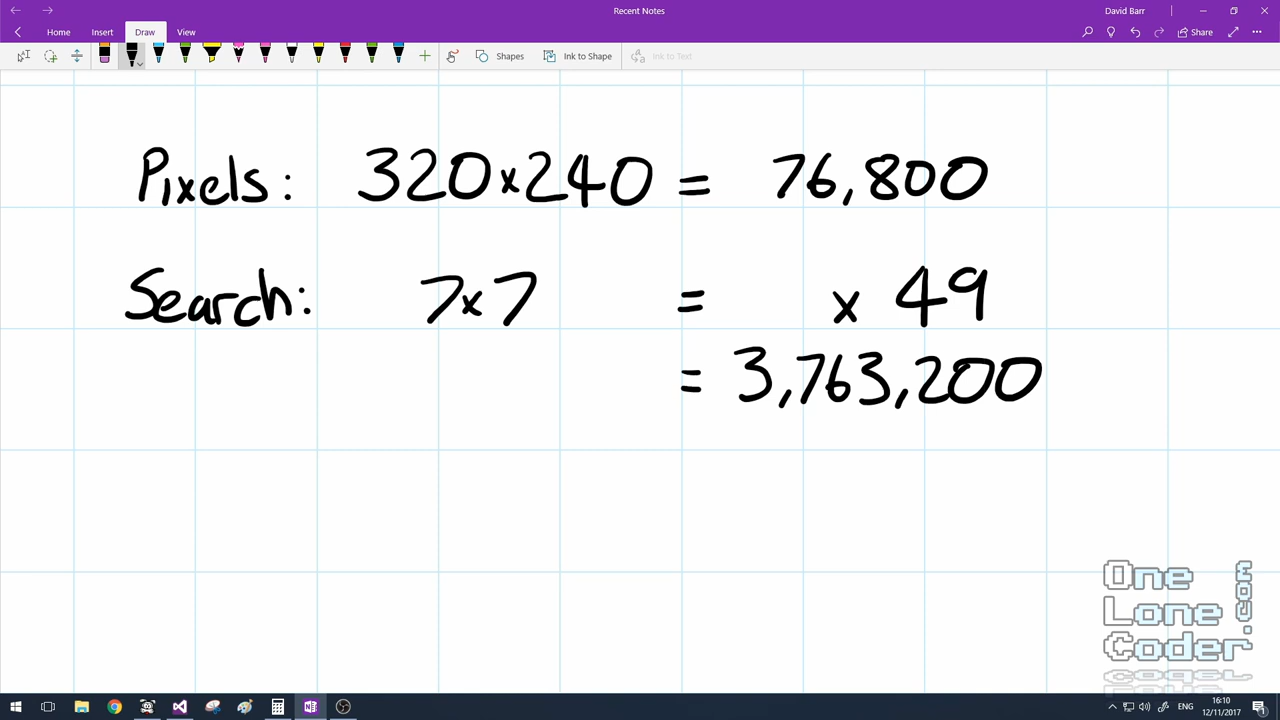 Recent Notes
David Barr
Home Insert Draw View
Share
Shapes Ink to Shape Ink to Text
Pixels: 320x240 = 76,800
Search: 7x7 = x 49
= 3,763,200
One
Lone
Coder
.com
ENG
16:10
12/11/2017
1